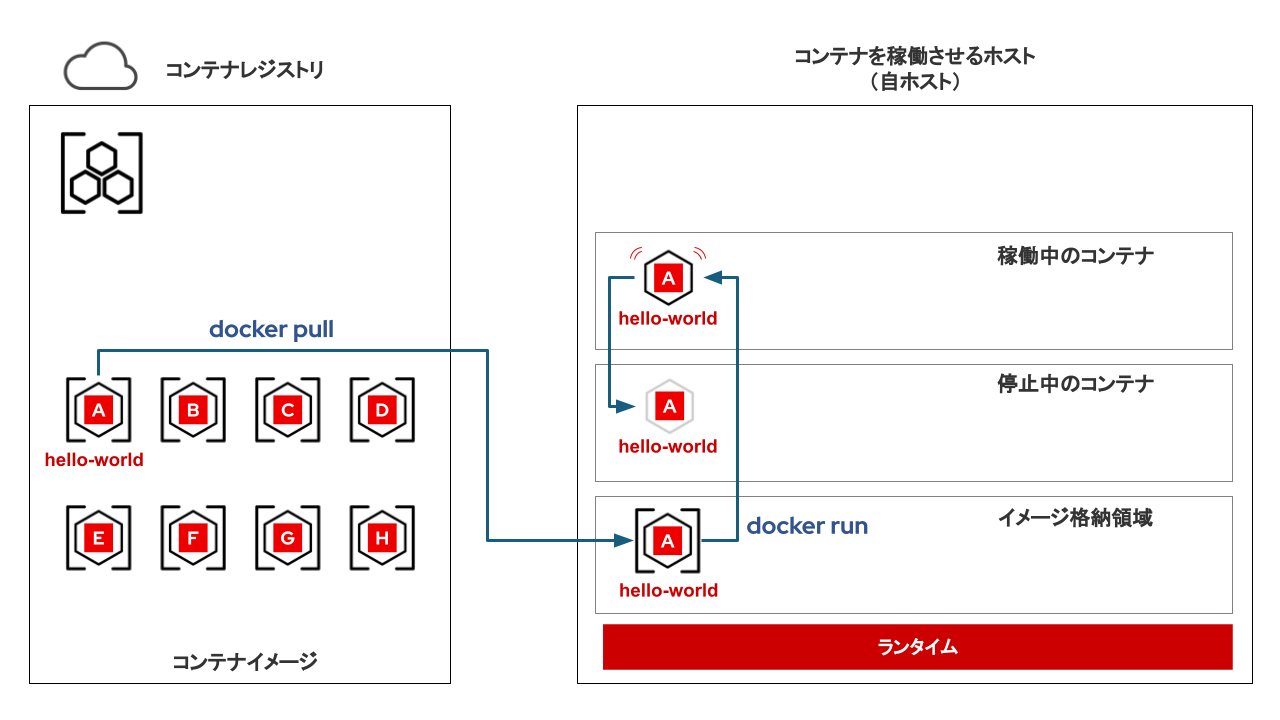 コンテナレジストリ
コンテナを稼働させるホスト
（自ホスト）
稼働中のコンテナ
A
hello-world
docker pull
停止中のコンテナ
A
hello-world
A
B
C
D
hello-world
イメージ格納領域
docker run
A
hello-world
E
F
G
H
ランタイム
コンテナイメージ